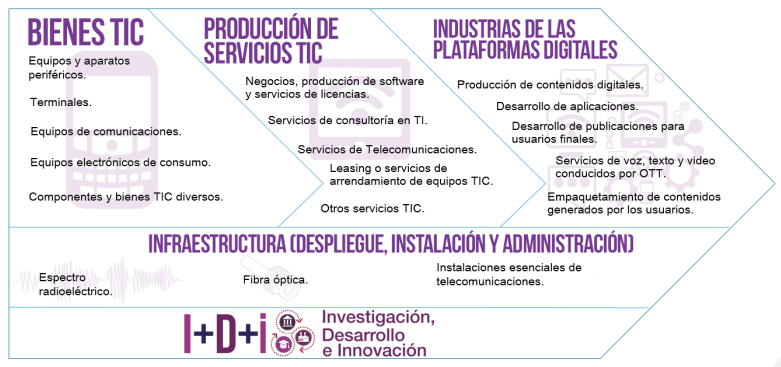 BIENES TIC
Equipos y aparatos
periféricos.
Terminales.
Equipos de comunicaciones.
Equipos electrónicos de consumo.
Componentes y bienes TIC diversos.
PRODUCCIÓN DE
SERVICIOS TIC
Negocios, producción de software
y servicios de licencias.
Servicios de consultoría en TI.
Servicios de Telecomunicaciones.
Leasing o servicios de
arrendamiento de equipos TIC.
Otros servicios TIC.
INDUSTRIAS DE LAS
PLATAFORMAS DIGITALES
Producción de contenidos digitales.
Desarrollo de aplicaciones.
Desarrollo de publicaciones para
usuarios finales.
Servicios de voz, texto y video
conducidos por OTT.
Empaquetamiento de contenidos
generados por los usuarios.
INFRAESTRUCTURA (DESPLIEGUE, INSTALACIÓN Y ADMINISTRACIÓN)
Espectro
radioeléctrico.
Fibra óptica.
Instalaciones esenciales de
telecomunicaciones.
I+D+i
Investigación,
Desarrollo
e Innovación